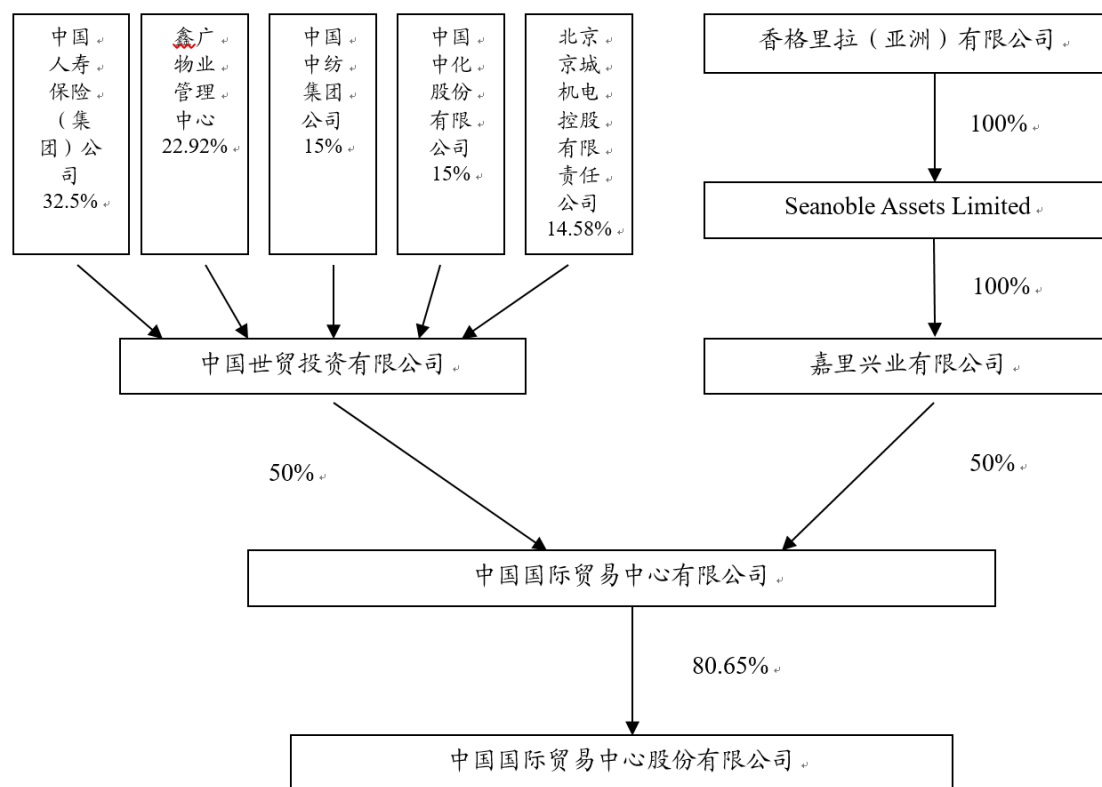 中国
人寿
保险
（集
团）公
司
32.5%
鑫广
物业
管理
中心
22.92%
中国
中纺
集团
公司
15%
中国
中化
股份
有限
公司
15%
北京
京城
机电
控股
有限
责任
公司
14.58%
香格里拉（亚洲）有限公司
100%
Seanoble Assets Limited
100%
中国世贸投资有限公司
嘉里兴业有限公司
50%
50%
中国国际贸易中心有限公司
80.65%
中国国际贸易中心股份有限公司